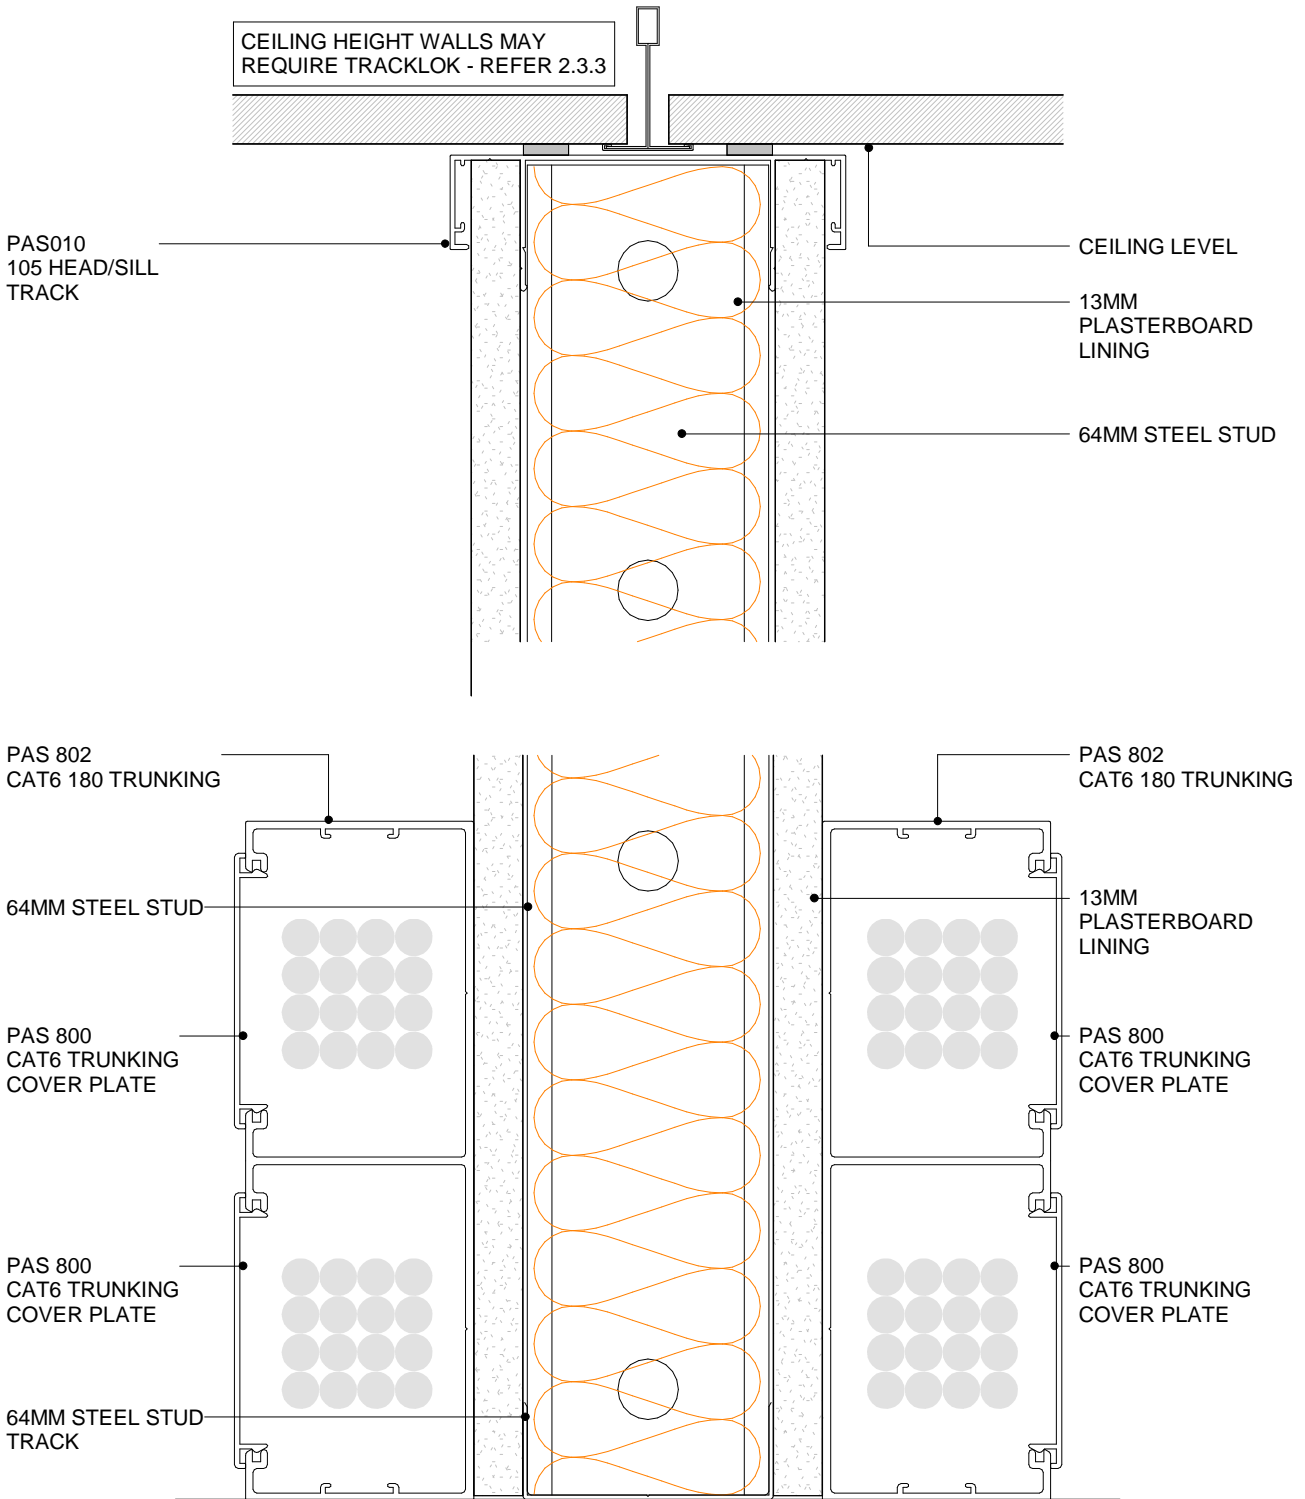 CEILING HEIGHT WALLS MAY
REQUIRE TRACKLOK - REFER 2.3.3
PAS010
105 HEAD/SILL
TRACK
CEILING LEVEL
13MM
PLASTERBOARD
LINING
64MM STEEL STUD
PAS 802
CAT6 180 TRUNKING
PAS 802
CAT6 180 TRUNKING
64MM STEEL STUD
13MM
PLASTERBOARD
LINING
PAS 800
CAT6 TRUNKING
COVER PLATE
PAS 800
CAT6 TRUNKING
COVER PLATE
PAS 800
CAT6 TRUNKING
COVER PLATE
PAS 800
CAT6 TRUNKING
COVER PLATE
64MM STEEL STUD
TRACK